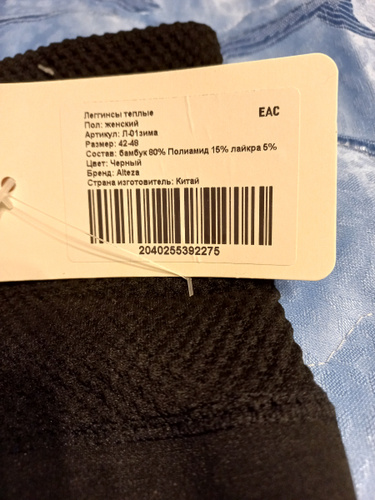 Леггинсы теплые
EAC
Пол: женский
Артикул: Л-01зима
Размер: 42-48
Состав: бамбук 80% Полиамид 15% лайкра 5%
Цвет: Черный
Бренд: Alteza
Страна изготовитель: Китай
2040255392275